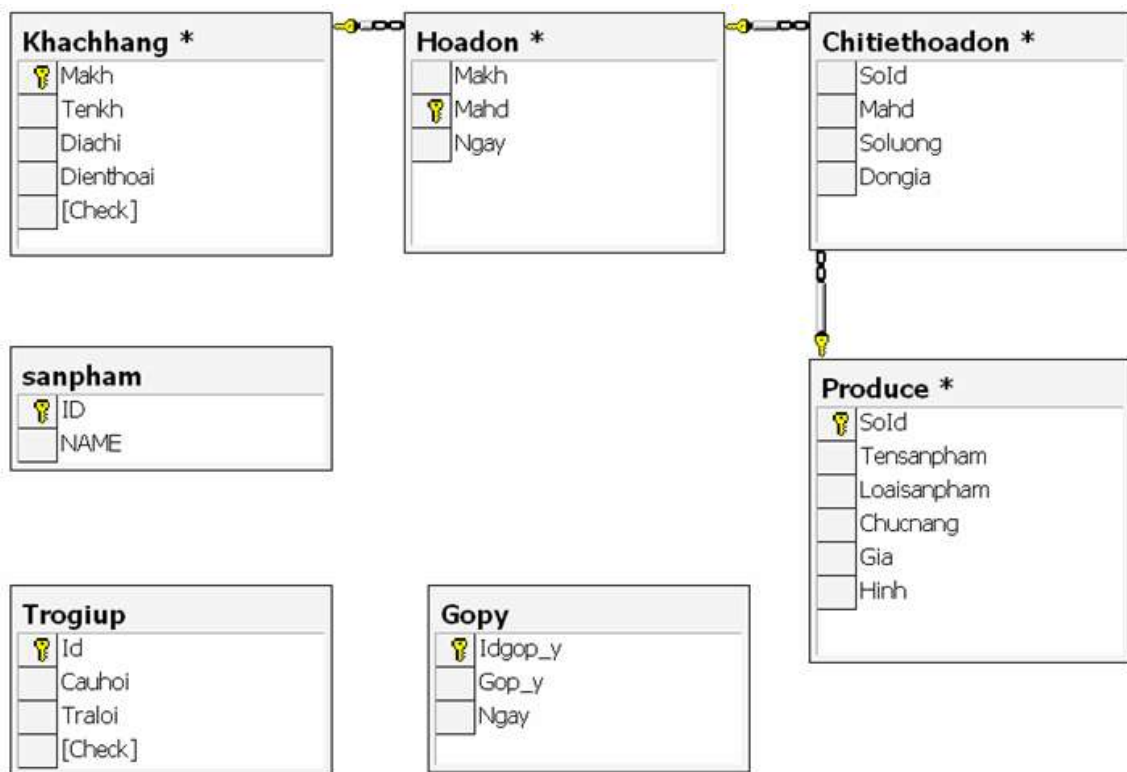 Khachhang *
Makh
Tenkh
Diachi
Dienthoai
[Check]
Hoadon *
Makh
Mahd
Ngay
Chitiethoadon *
SoId
Mahd
Soluong
Dongia
sanpham
ID
NAME
Produce *
SoId
Tensanpham
Loaisanpham
Chucnang
Gia
Hinh
Trogiup
Id
Cauhoi
Traloi
[Check]
Gopy
Idgop_y
Gop_y
Ngay